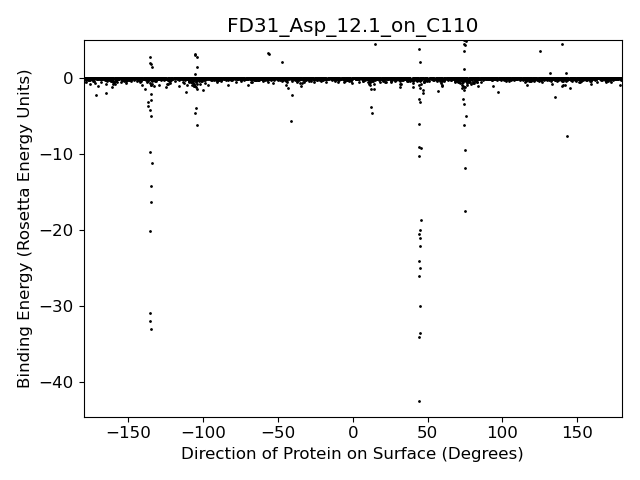 FD31_Asp_12.1_on_C110
Binding Energy (Rosetta Energy Units)
0
−10
−20
−30
−40
−150 −100 −50 0 50 100 150
Direction of Protein on Surface (Degrees)